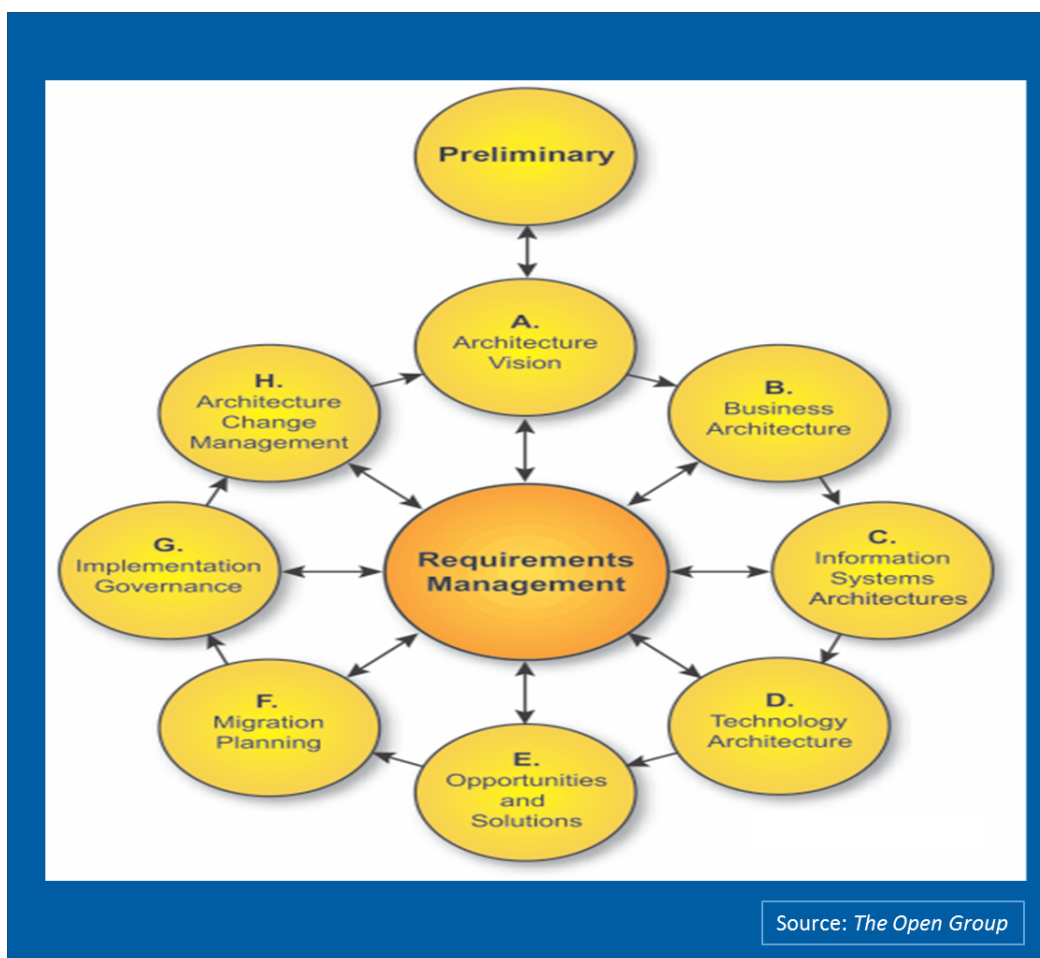 Preliminary
A.
Architecture
Vision
B.
Business
Architecture
C.
Information
Systems
Architectures
D.
Technology
Architecture
E.
Opportunities
and
Solutions
F.
Migration
Planning
G.
Implementation
Governance
H.
Architecture
Change
Management
Requirements
Management
Source: The Open Group